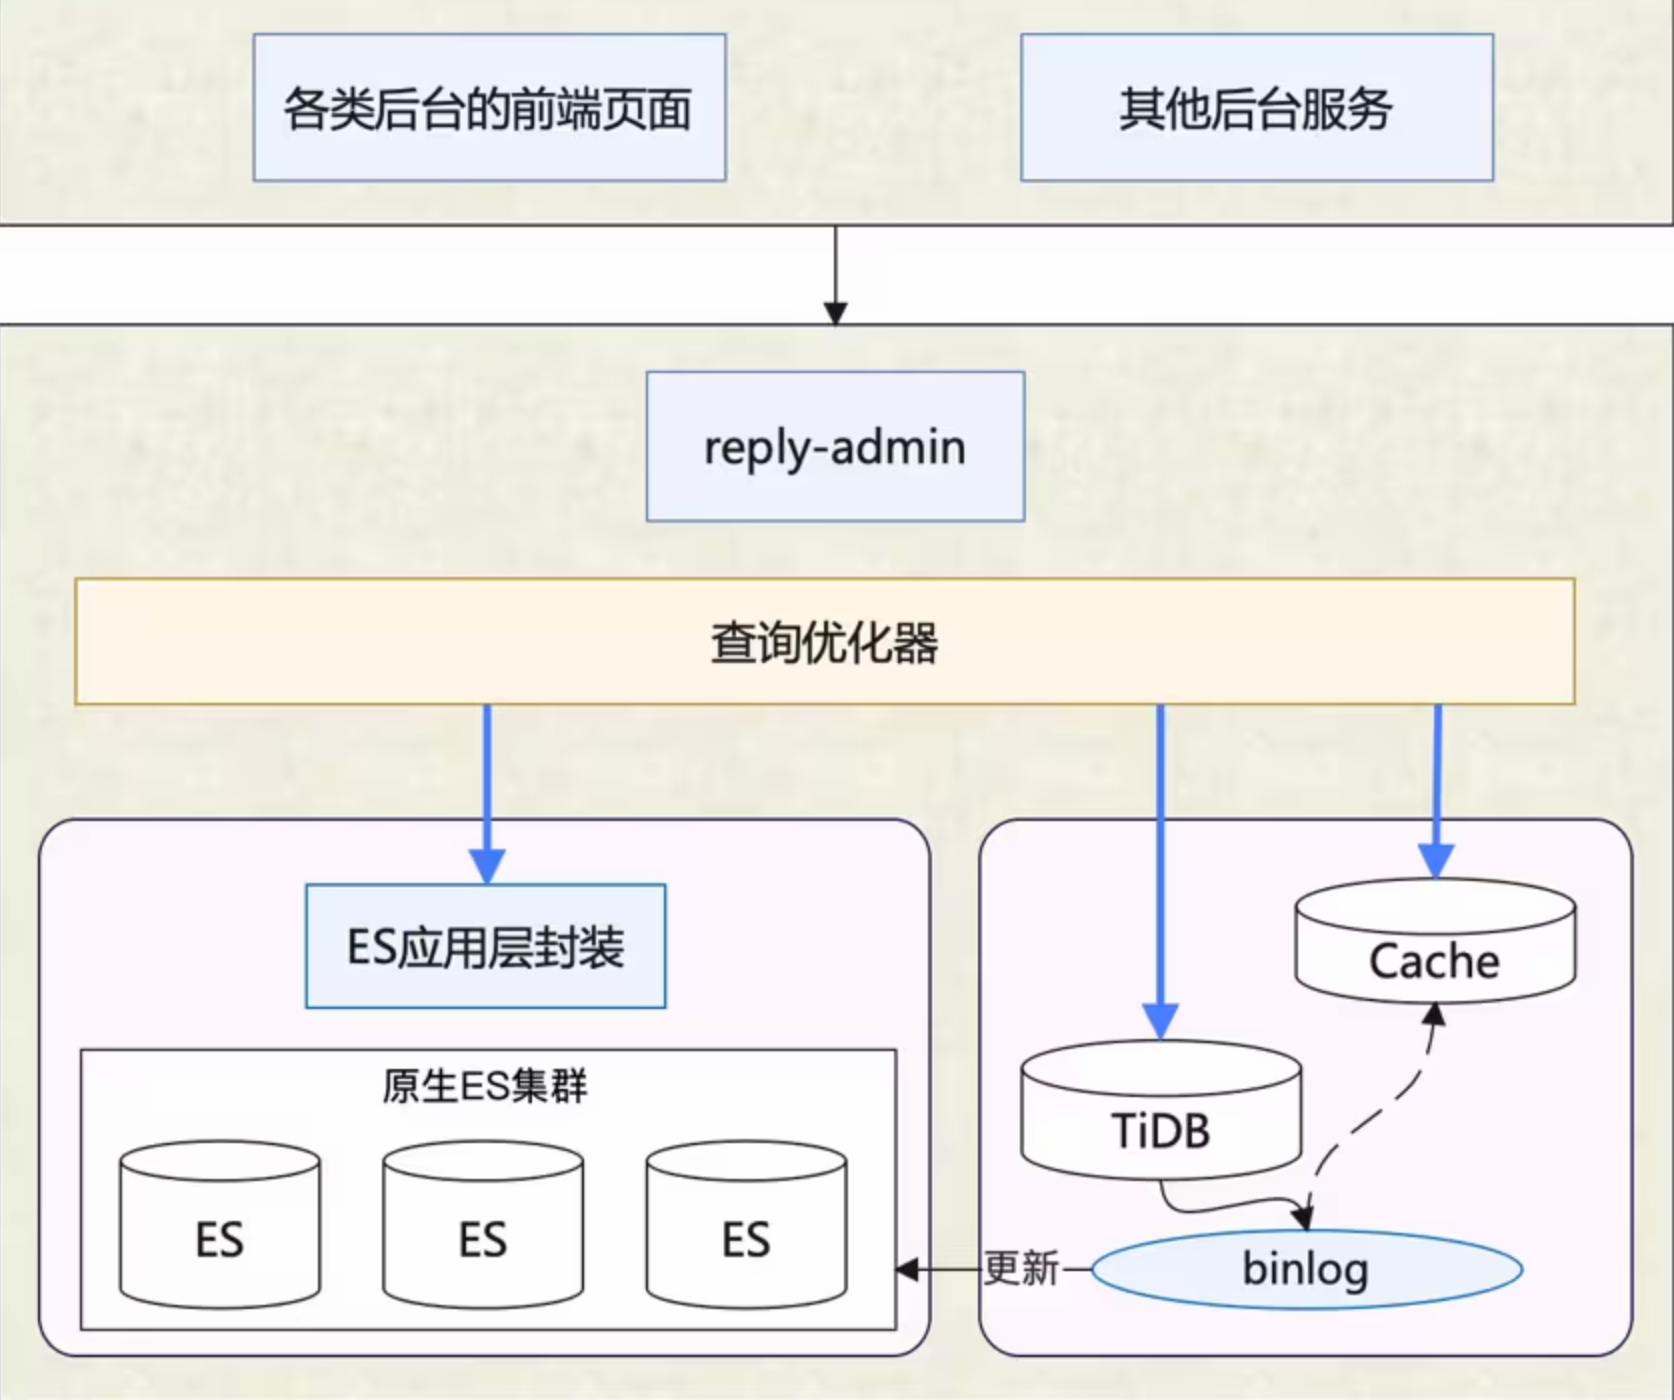 各类后台的前端页面
其他后台服务
reply-admin
查询优化器
ES应用层封装
Cache
原生ES集群
TiDB
ES
ES
ES
更新
binlog